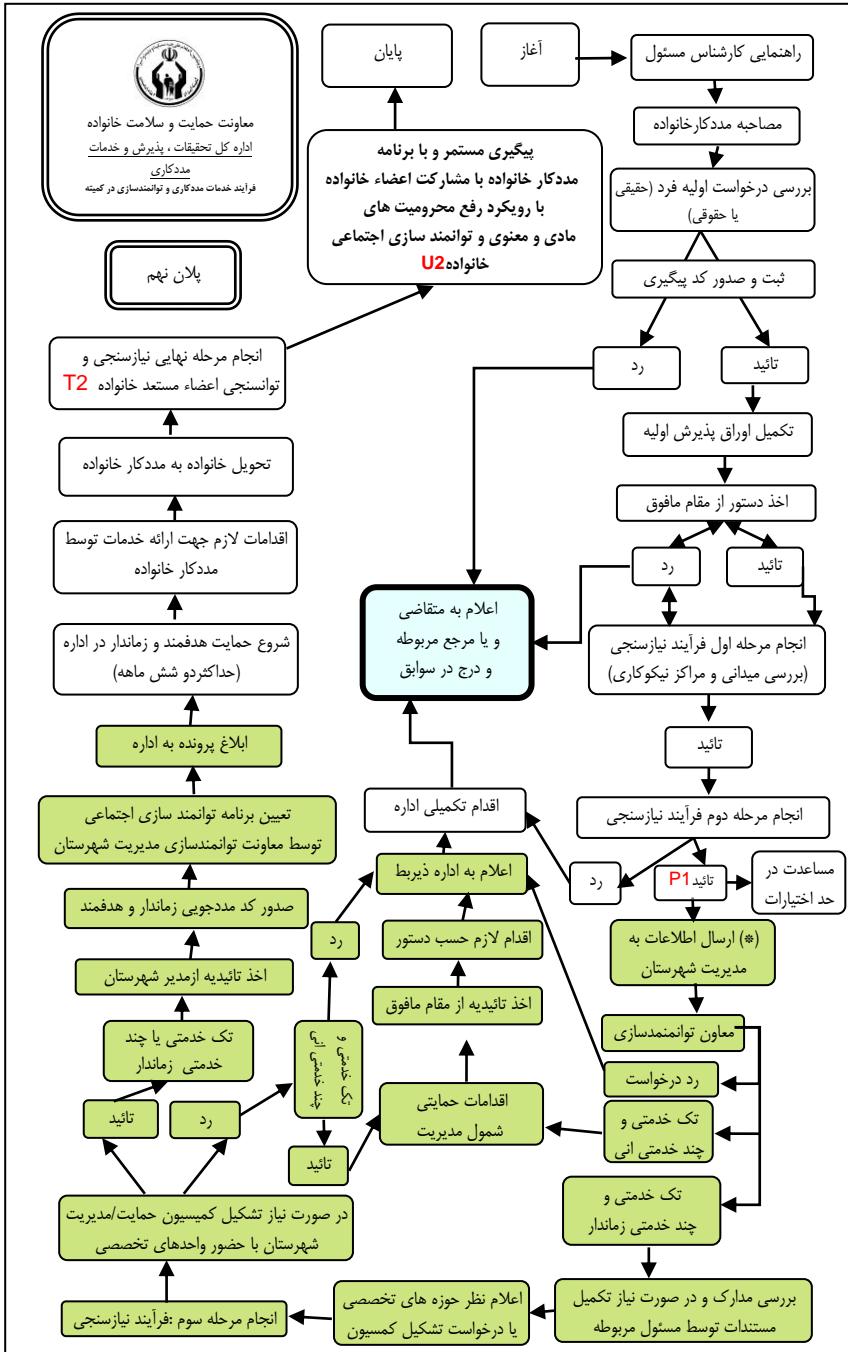 معاونت حمایت و سلامت خانواده
اداره کل تحقیقات ، پذیرش و خدمات
مددکاری
فرآیند خدمات مددکاری و توانمندسازی در کمیته
پلان نهم
آغاز
راهنمایی کارشناس مسئول
مصاحبه مددکارخانواده
بررسی درخواست اولیه فرد (حقیقی
یا حقوقی)
ثبت و صدور کد پیگیری
رد
تائید
تکمیل اوراق پذیرش اولیه
اخذ دستور از مقام مافوق
رد
تائید
انجام مرحله اول فرآیند نیازسنجی
(بررسی میدانی و مراکز نیکوکاری)
تائید
انجام مرحله دوم فرآیند نیازسنجی
رد
تائید P1
مساعدت در
حد اختیارات
(*) ارسال اطلاعات به
مدیریت شهرستان
معاون توانمنمدسازی
رد درخواست
تک خدمتی و
چند خدمتی انی
تک خدمتی و
چند خدمتی زماندار
بررسی مدارک و در صورت نیاز تکمیل
مستندات توسط مسئول مربوطه
اعلام نظر حوزه های تخصصی
یا درخواست تشکیل کمسیون
انجام مرحله سوم :فرآیند نیازسنجی
در صورت نیاز تشکیل کمیسیون حمایت/مدیریت
شهرستان با حضور واحدهای تخصصی
تائید
رد
تک خدمتی و
چند خدمتی انی
رد
تائید
اقدامات حمایتی
شمول مدیریت
اخذ تائیدیه از مقام مافوق
اقدام لازم حسب دستور
اعلام به اداره ذیربط
اقدام تکمیلی اداره
اعلام به متقاضی
و یا مرجع مربوطه
و درج در سوابق
تک خدمتی یا چند
خدمتی زماندار
اخذ تائیدیه ازمدیر شهرستان
صدور کد مددجویی زماندار و هدفمند
تعیین برنامه توانمند سازی اجتماعی
توسط معاونت توانمندسازی مدیریت شهرستان
ابلاغ پرونده به اداره
شروع حمایت هدفمند و زماندار در اداره
(حداکثردو شش ماهه)
اقدامات لازم جهت ارائه خدمات توسط
مددکار خانواده
تحویل خانواده به مددکار خانواده
انجام مرحله نهایی نیازسنجی و
توانسنجی اعضاء مستعد خانواده T2
پیگیری مستمر و با برنامه
مددکار خانواده با مشارکت اعضاء خانواده
با رویکرد رفع محرومیت های
مادی و معنوی و توانمند سازی اجتماعی
خانواده U2
پایان